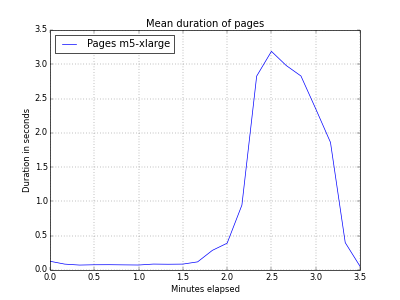 Mean duration of pages
3.5
3.0
2.5
2.0
1.5
1.0
0.5
0.0
Duration in seconds
Pages m5-xlarge
0.0 0.5 1.0 1.5 2.0 2.5 3.0 3.5
Minutes elapsed